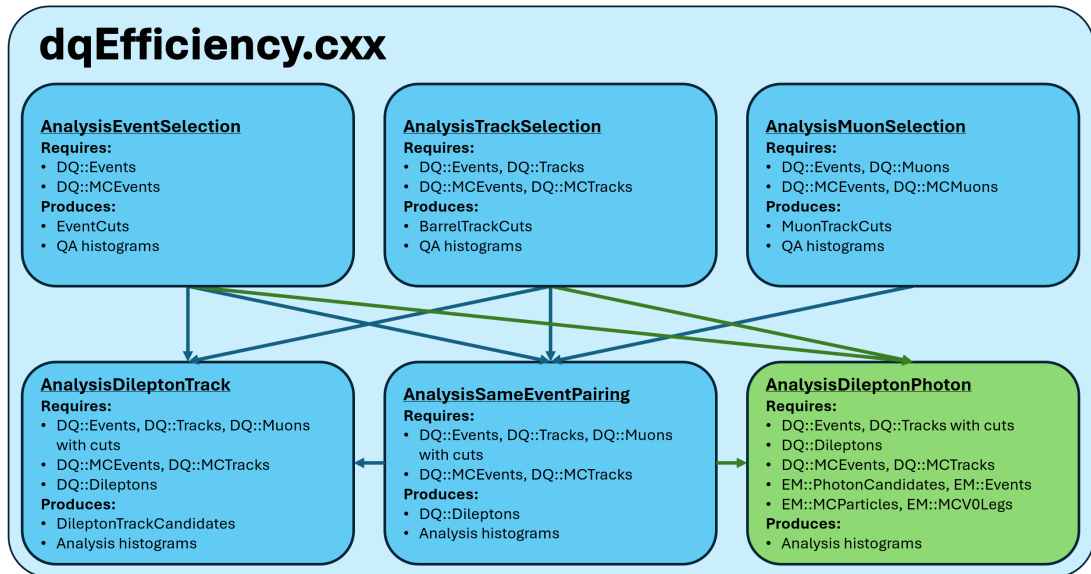 dqEfficiency.cxx
AnalysisEventSelection
Requires:
• DQ::Events
• DQ::MCEvents
Produces:
• EventCuts
• QA histograms
AnalysisTrackSelection
Requires:
• DQ::Events, DQ::Tracks
• DQ::MCEvents, DQ::MCTracks
Produces:
• BarrelTrackCuts
• QA histograms
AnalysisMuonSelection
Requires:
• DQ::Events, DQ::Muons
• DQ::MCEvents, DQ::MCMuons
Produces:
• MuonTrackCuts
• QA histograms
AnalysisDileptonTrack
Requires:
• DQ::Events, DQ::Tracks, DQ::Muons
with cuts
• DQ::MCEvents, DQ::MCTracks
• DQ::Dileptons
Produces:
• DileptonTrackCandidates
• Analysis histograms
AnalysisSameEventPairing
Requires:
• DQ::Events, DQ::Tracks, DQ::Muons
with cuts
• DQ::MCEvents, DQ::MCTracks
Produces:
• DQ::Dileptons
• Analysis histograms
AnalysisDileptonPhoton
Requires:
• DQ::Events, DQ::Tracks with cuts
• DQ::Dileptons
• DQ::MCEvents, DQ::MCTracks
• EM::PhotonCandidates, EM::Events
• EM::MCParticles, EM::MCV0Legs
Produces:
• Analysis histograms